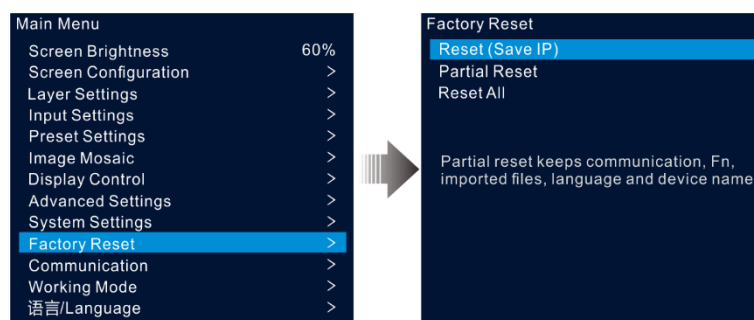 Main Menu
Screen Brightness 60%
Screen Configuration >
Layer Settings >
Input Settings >
Preset Settings >
Image Mosaic >
Display Control >
Advanced Settings >
System Settings >
Factory Reset >
Communication >
Working Mode >
语言/Language >
Factory Reset
Reset (Save IP)
Partial Reset
Reset All
Partial reset keeps communication, Fn,
imported files, language and device name